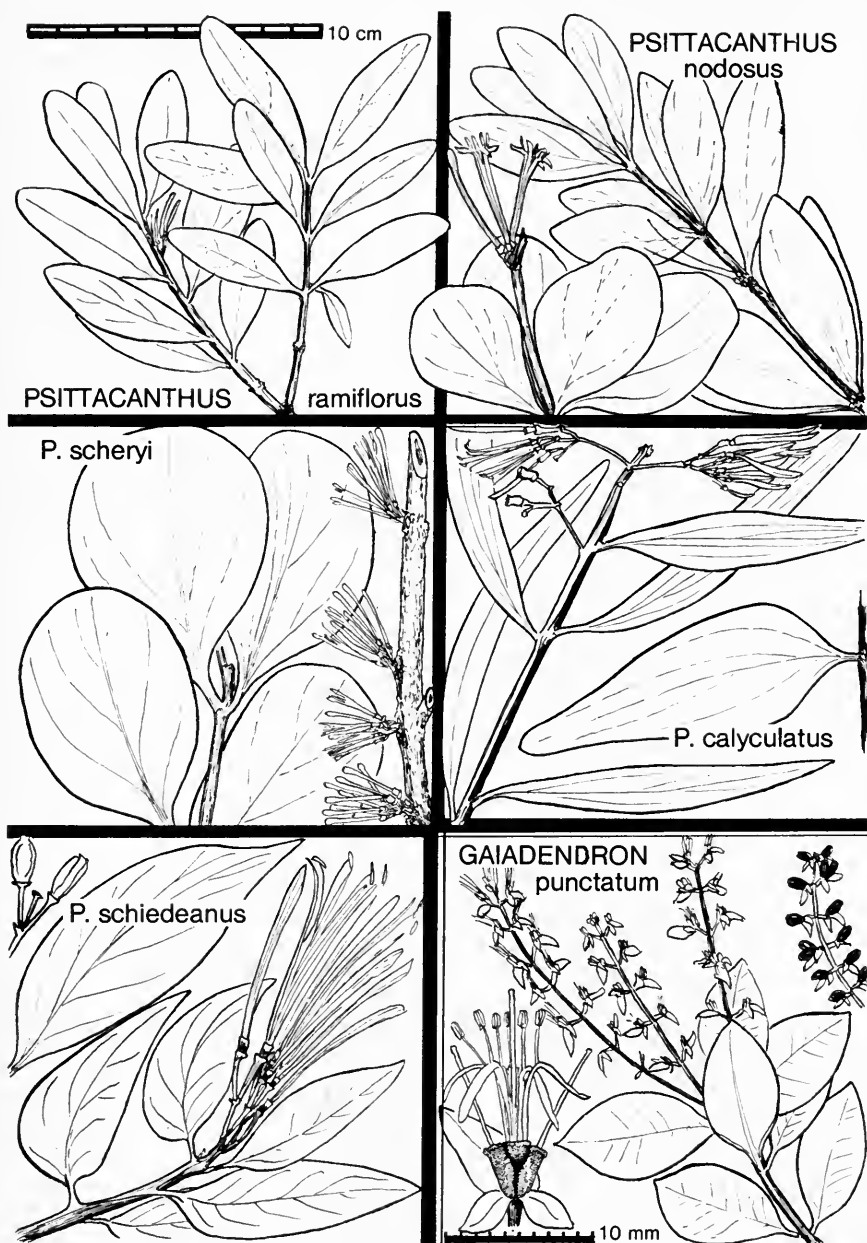 10 cm
PSITTACANTHUS
nodosus
PSITTACANTHUS ramiflorus
P. scheryi
P. calyculatus
P. schiedeanus
GAIADENDRON
punctatum
10 mm